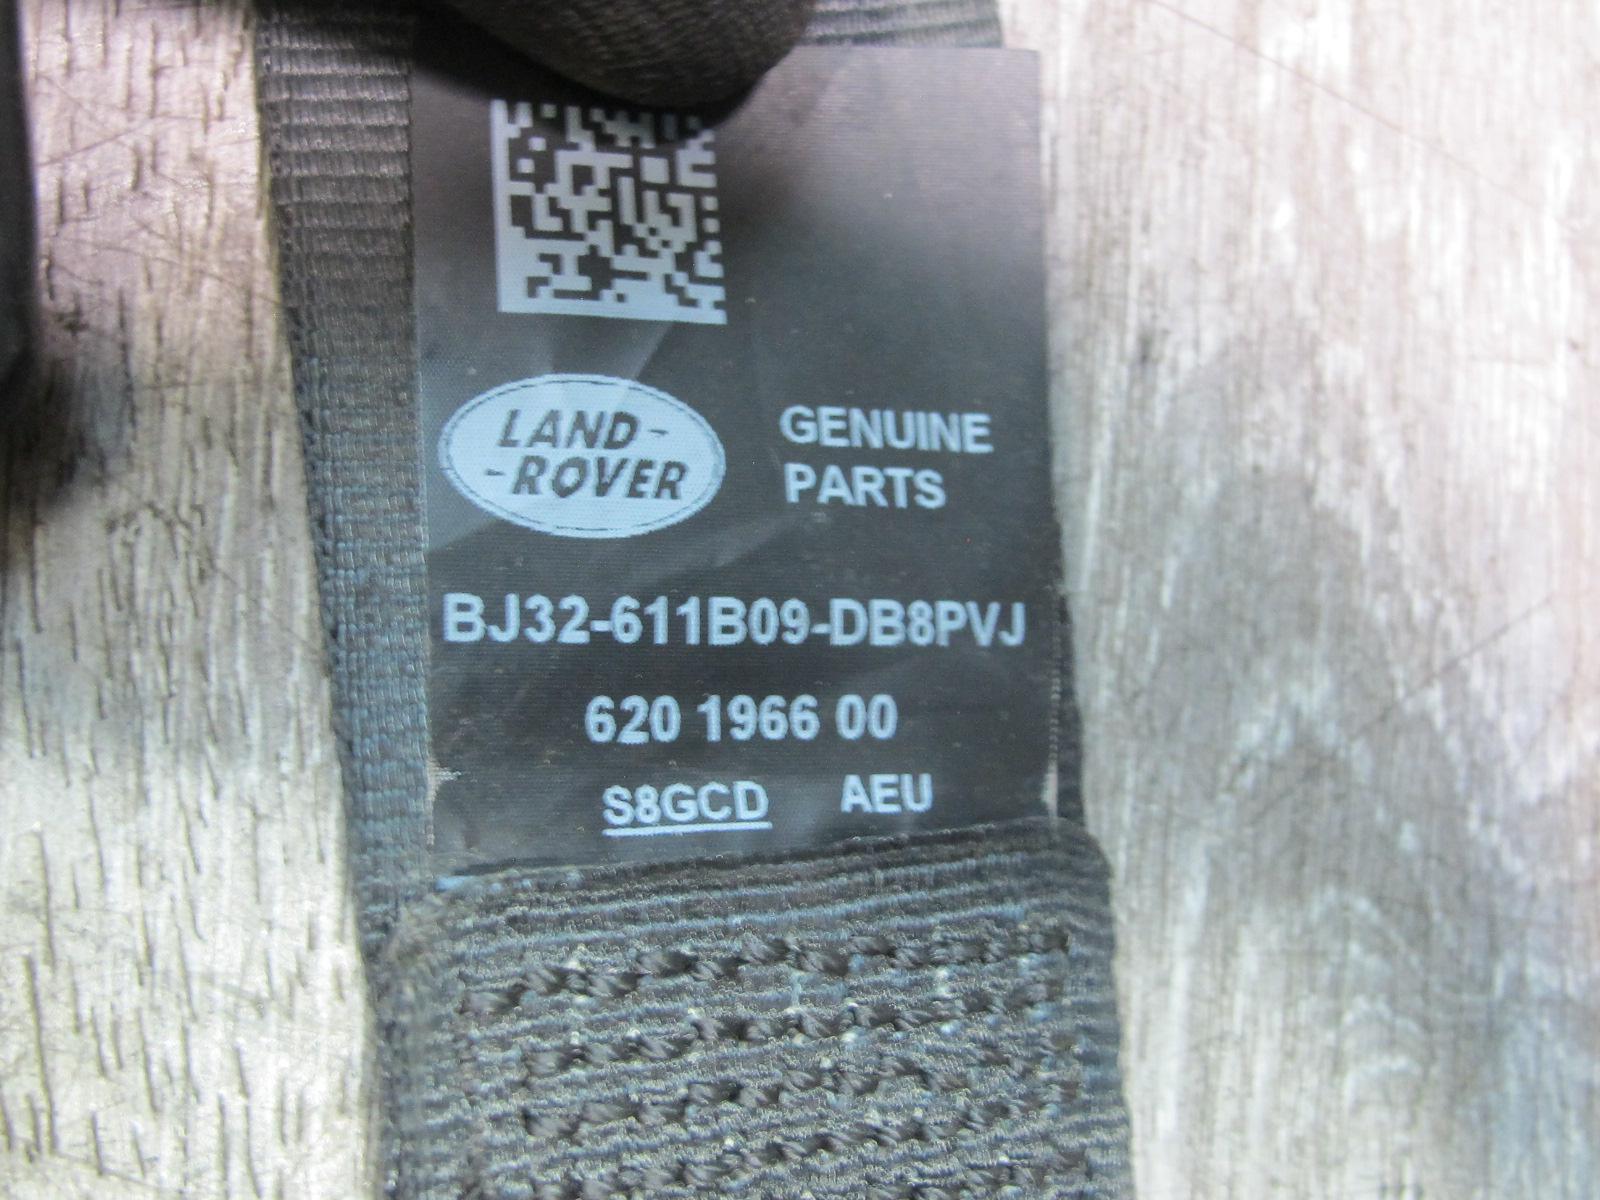 LAND-
-ROVER
GENUINE
PARTS
BJ32-611B09-DB8PVJ
620 1966 00
S8GCD AEU